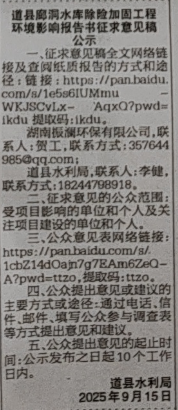 道县廊洞水库除险加固工程
环境影响报告书征求意见稿
公示
一、征求意见稿全文网络链
接及查阅纸质报告的方式和途
径：链接：https://pan.baidu.
com/s/1e5s6IUMmu
WKJSCvLx- AqxQ?pwd=
ikdu 提取码:ikdu。
湖南振澜环保有限公司,联
系人：贺工,联系方式：357644
985@qq.com;
道县水利局,联系人:李健,
联系方式:18244798918。
二、征求意见的公众范围：
受项目影响的单位和个人及关
注项目建设的单位和个人。
三、公众意见表网络链接：
https://pan.baidu.com/s/
1cbZ14dOajn7g7EAm6ZeQ-
A?pwd=ttzo,提取码:ttzo。
四、公众提出意见或建议的
主要方式或途径:通过电话、信
件、邮件、填写公众参与调查表
等方式提出意见和建议。
五、公众提出意见的起止时
间：公示发布之日起10个工作
日内。
道县水利局
2025年9月15日